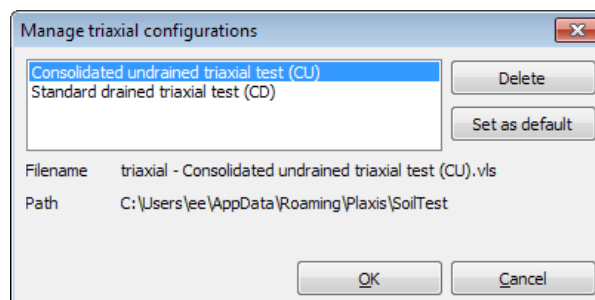 Manage triaxial configurations
Consolidated undrained triaxial test (CU)
Standard drained triaxial test (CD)
Delete
Set as default
Filename triaxial - Consolidated undrained triaxial test (CU).vls
Path C:\Users\ee\AppData\Roaming\Plaxis\SoilTest
OK
Cancel